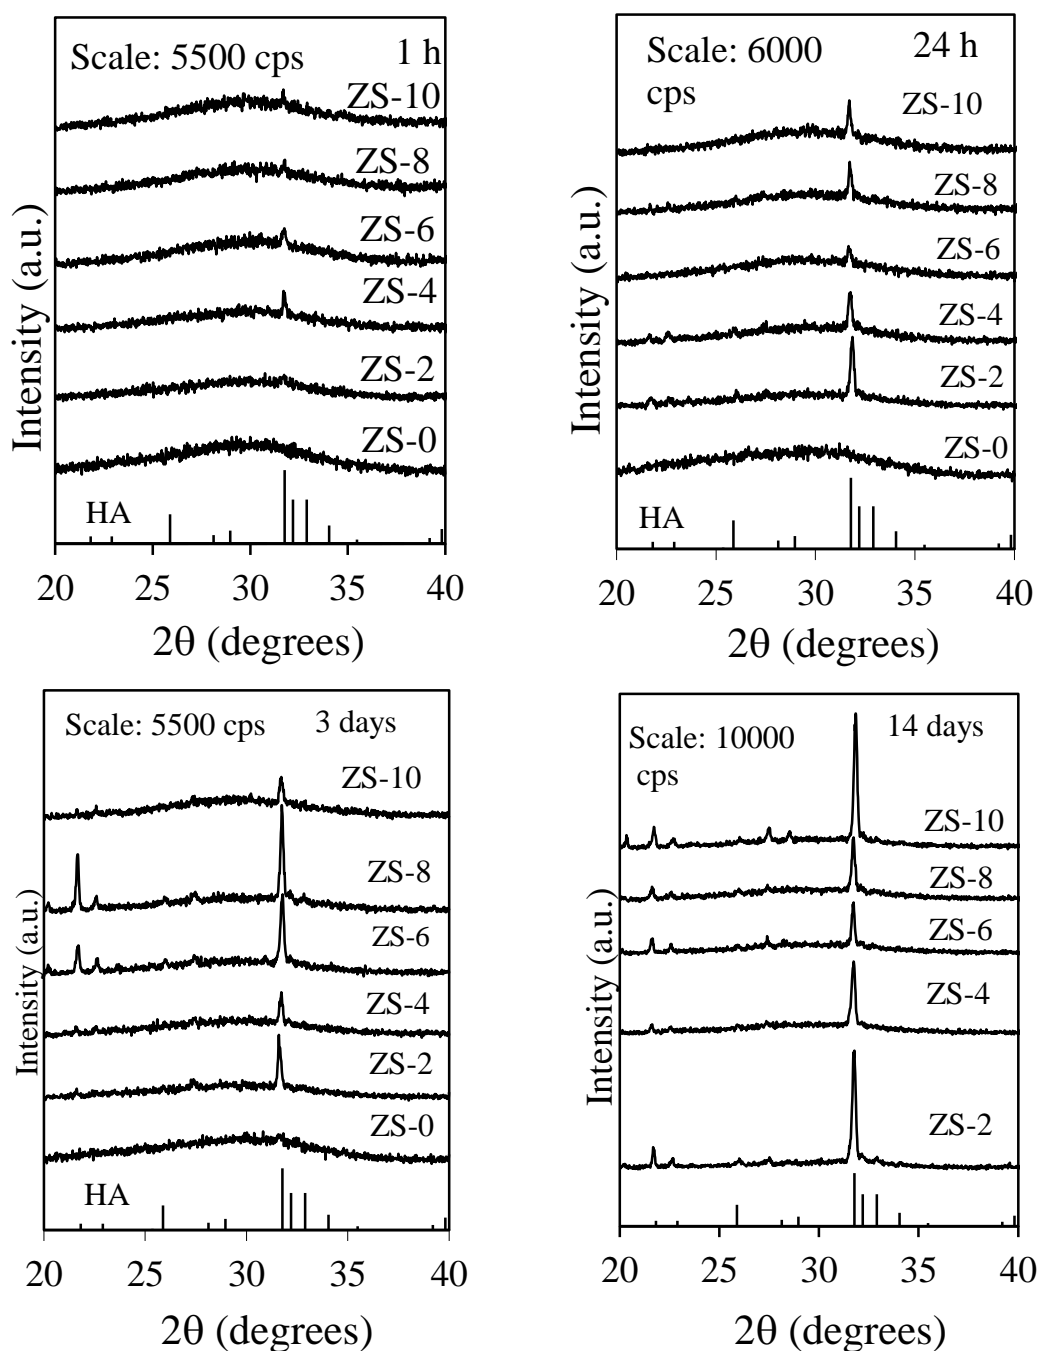 Scale: 5500 cps
1 h
ZS-10
ZS-8
ZS-6
ZS-4
ZS-2
ZS-0
HA
Intensity (a.u.)
20 25 30 35 40
2θ (degrees)
Scale: 6000
cps
24 h
ZS-10
ZS-8
ZS-6
ZS-4
ZS-2
ZS-0
HA
Intensity (a.u.)
20 25 30 35 40
2θ (degrees)
Scale: 5500 cps
3 days
ZS-10
ZS-8
ZS-6
ZS-4
ZS-2
ZS-0
HA
Intensity (a.u.)
20 25 30 35 40
2θ (degrees)
Scale: 10000
cps
14 days
ZS-10
ZS-8
ZS-6
ZS-4
ZS-2
Intensity (a.u.)
20 25 30 35 40
2θ (degrees)